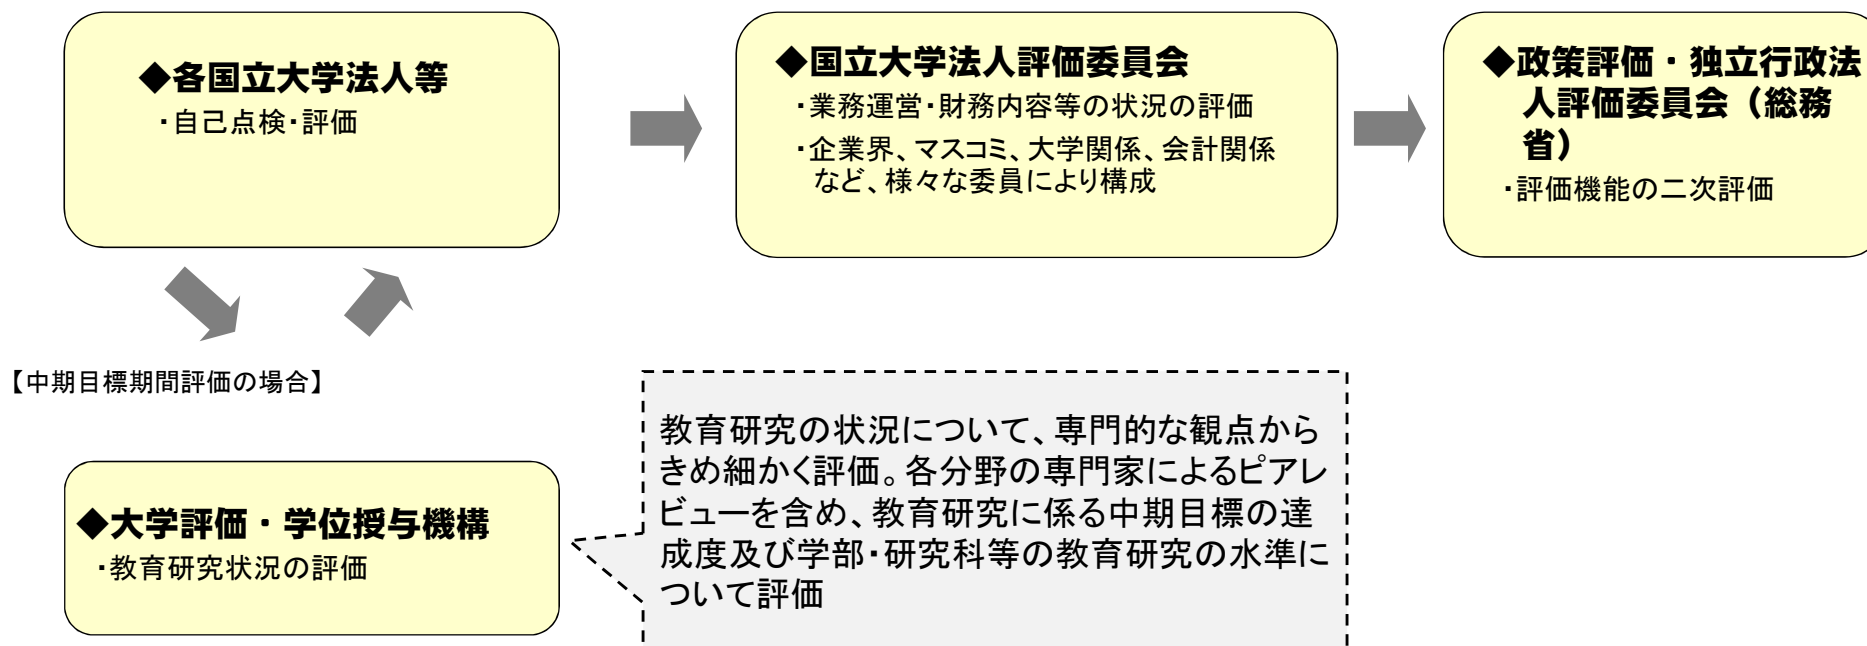 ◆各国立大学法人等
・自己点検・評価
◆国立大学法人評価委員会
・業務運営・財務内容等の状況の評価
・企業界、マスコミ、大学関係、会計関係
など、様々な委員により構成
◆政策評価・独立行政法
人評価委員会（総務
省）
・評価機能の二次評価
【中期目標期間評価の場合】
◆大学評価・学位授与機構
・教育研究状況の評価
教育研究の状況について、専門的な観点から
きめ細かく評価。各分野の専門家によるピアレ
ビューを含め、教育研究に係る中期目標の達
成度及び学部・研究科等の教育研究の水準に
ついて評価